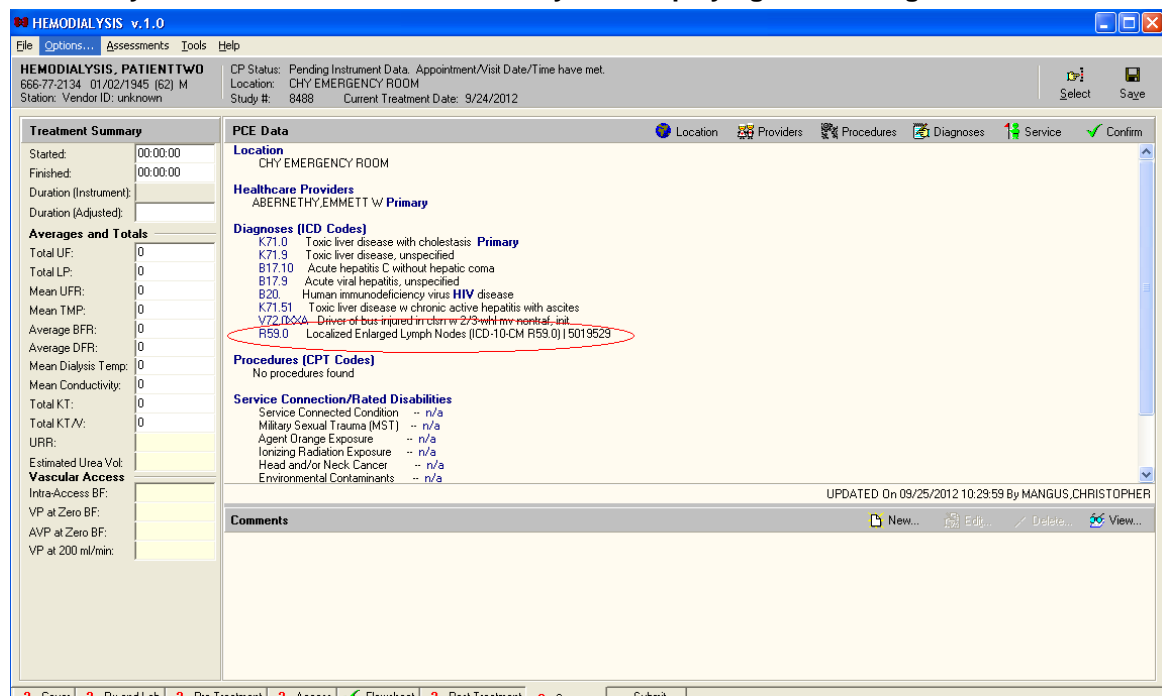 HEMODIALYSIS v.1.0
File Options... Assessments Tools Help
HEMODIALYSIS, PATIENTTWO
666-77-2134 01/02/1945 (62) M
Station: Vendor ID: unknown
CP Status: Pending Instrument Data. Appointment/Visit Date/Time have met.
Location: CHY EMERGENCY ROOM
Study #: 8488 Current Treatment Date: 9/24/2012
Select Save
Treatment Summary
Started: 00:00:00
Finished: 00:00:00
Duration (Instrument):
Duration (Adjusted):
Averages and Totals
Total UF: 0
Total LP: 0
Mean UFR: 0
Mean TMP: 0
Average BFR: 0
Average DFR: 0
Mean Dialysis Temp: 0
Mean Conductivity: 0
Total KT: 0
Total KT/V: 0
URR:
Estimated Urea Vol:
Vascular Access
Intra-Access BF:
VP at Zero BF:
AVP at Zero BF:
VP at 200 ml/min:
PCE Data Location Providers Procedures Diagnoses Service Confirm
Location
CHY EMERGENCY ROOM
Healthcare Providers
ABERNETHY,EMMETT W Primary
Diagnoses (ICD Codes)
K71.0 Toxic liver disease with cholestasis Primary
K71.9 Toxic liver disease, unspecified
B17.10 Acute hepatitis C without hepatic coma
B17.9 Acute viral hepatitis, unspecified
B20. Human immunodeficiency virus HIV disease
K71.51 Toxic liver disease w chronic active hepatitis with ascites
V72.0XXA Driver of bus injured in clsn w 2/3-whl mv nontraf, init
R59.0 Localized Enlarged Lymph Nodes (ICD-10-CM R59.0) | 5019529
Procedures (CPT Codes)
No procedures found
Service Connection/Rated Disabilities
Service Connected Condition -- n/a
Military Sexual Trauma (MST) -- n/a
Agent Orange Exposure -- n/a
Ionizing Radiation Exposure -- n/a
Head and/or Neck Cancer -- n/a
Environmental Contaminants -- n/a
UPDATED On 09/25/2012 10:29:59 By MANGUS,CHRISTOPHER
Comments New... Edit... Delete... View...